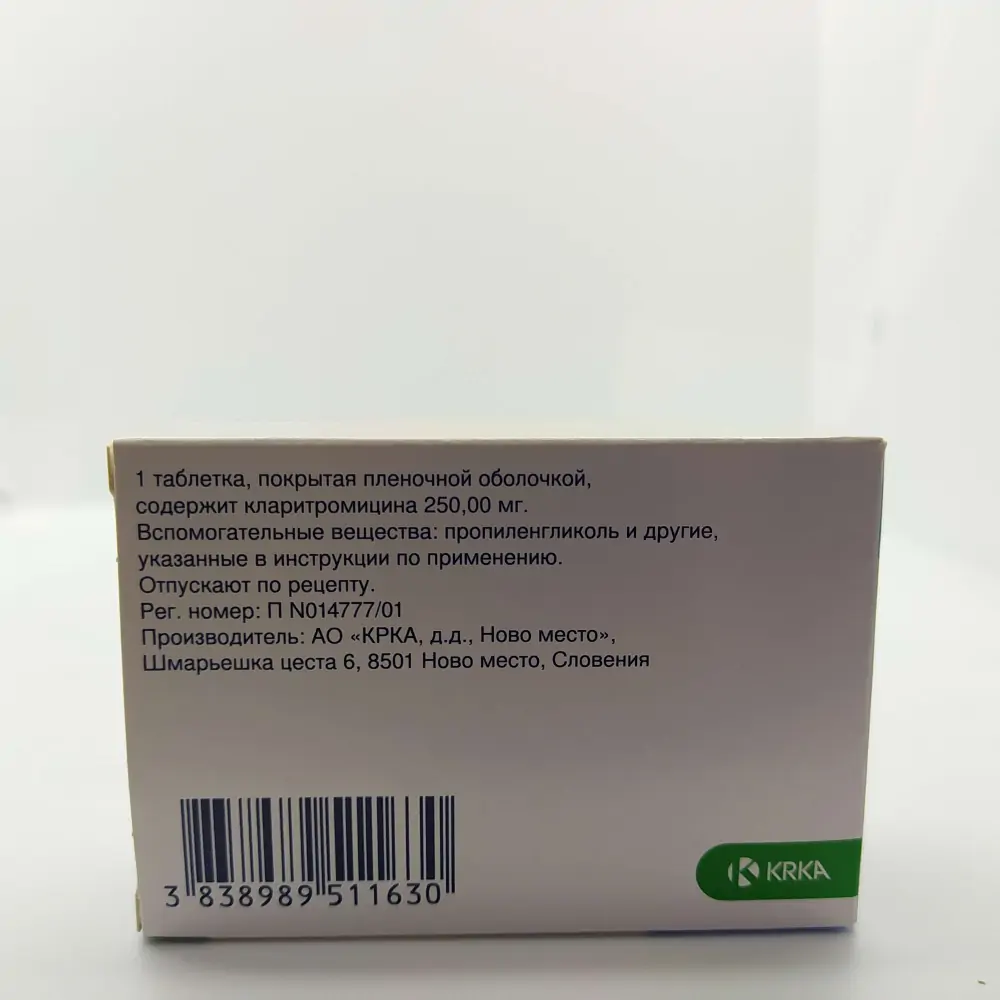 1 таблетка, покрытая пленочной оболочкой,
содержит кларитромицина 250,00 мг.
Вспомогательные вещества: пропиленгликоль и другие,
указанные в инструкции по применению.
Отпускают по рецепту.
Рег. номер: П N014777/01
Производитель: АО «КРКА, д.д., Ново место»,
Шмарьешка цеста 6, 8501 Ново место, Словения
KRKA
3 838989 511630